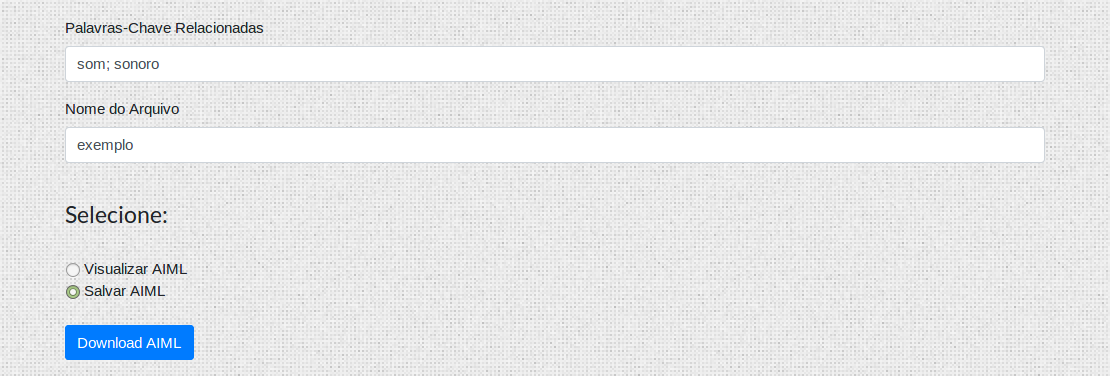 Palavras-Chave Relacionadas
som; sonoro
Nome do Arquivo
exemplo
Selecione:
Visualizar AIML
Salvar AIML
Download AIML